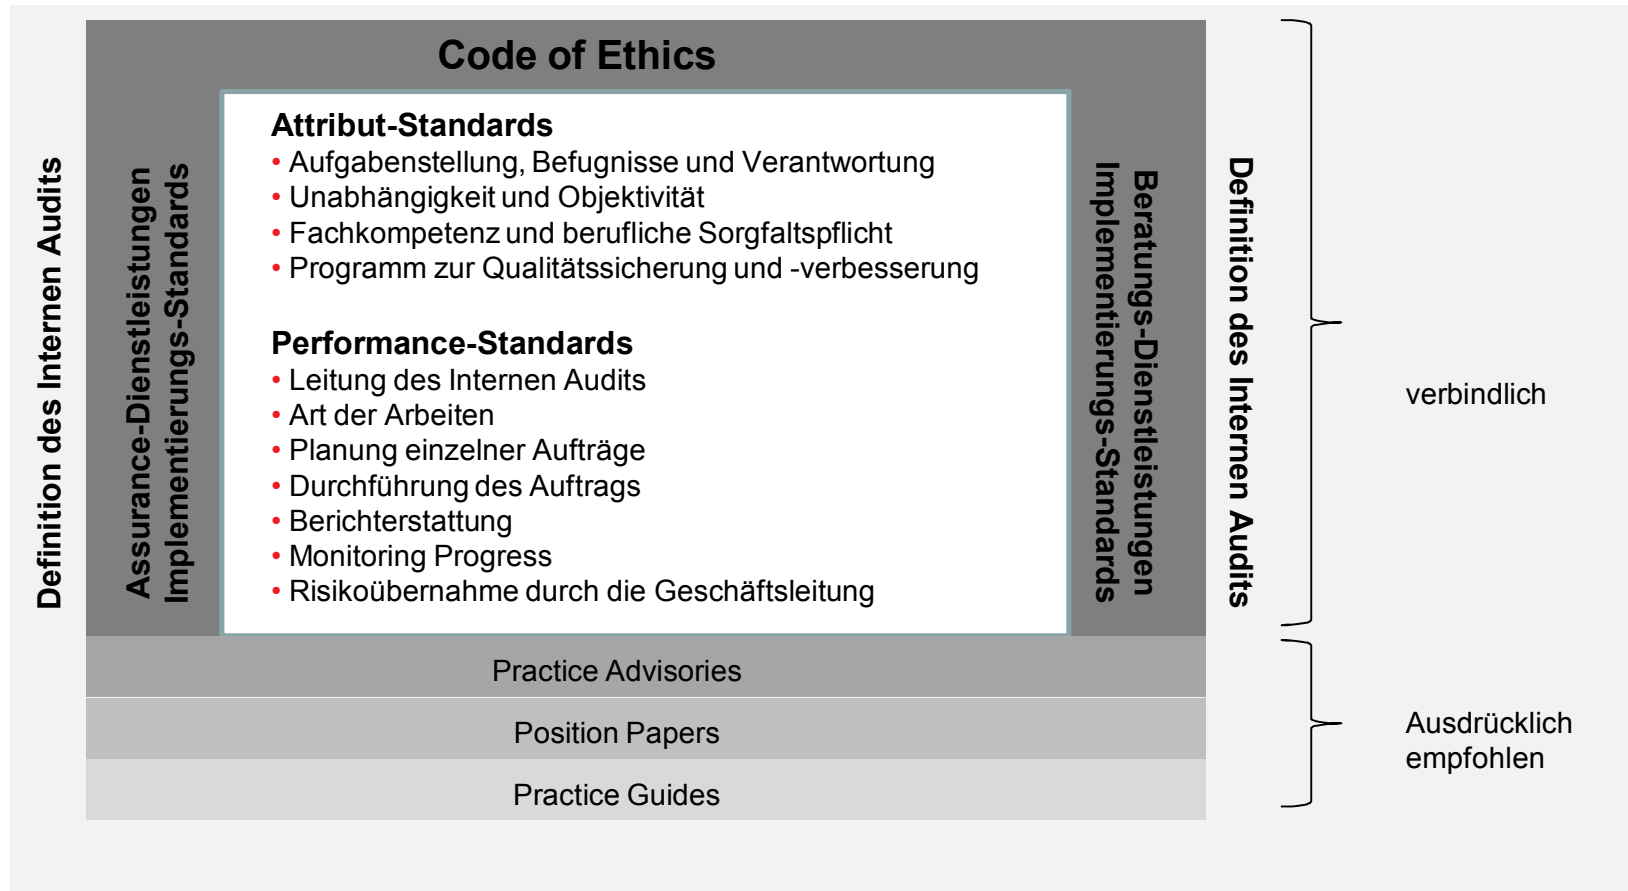 Code of Ethics
Definition des Internen Audits
Assurance-Dienstleistungen
Implementierungs-Standards
Attribut-Standards
• Aufgabenstellung, Befugnisse und Verantwortung
• Unabhängigkeit und Objektivität
• Fachkompetenz und berufliche Sorgfaltspflicht
• Programm zur Qualitätssicherung und -verbesserung
Performance-Standards
• Leitung des Internen Audits
• Art der Arbeiten
• Planung einzelner Aufträge
• Durchführung des Auftrags
• Berichterstattung
• Monitoring Progress
• Risikoübernahme durch die Geschäftsleitung
Beratungs-Dienstleistungen
Implementierungs-Standards
Definition des Internen Audits
verbindlich
Practice Advisories
Position Papers
Practice Guides
Ausdrücklich
empfohlen